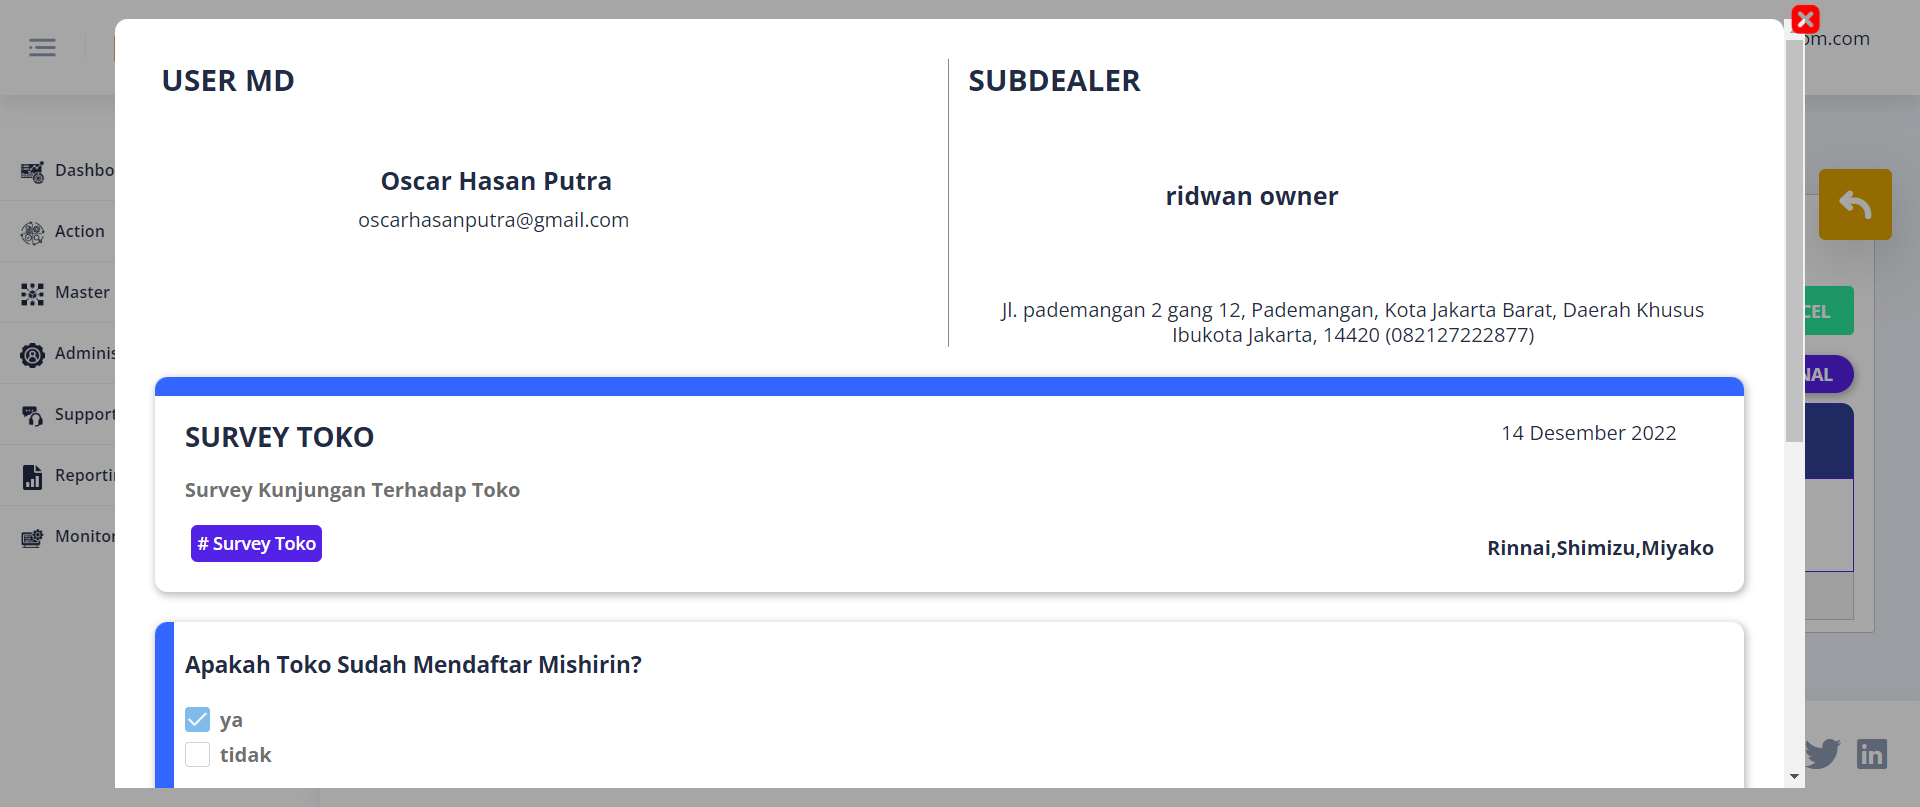 om.com
USER MD
SUBDEALER
Oscar Hasan Putra
oscarhasanputra@gmail.com
ridwan owner
Jl. pademangan 2 gang 12, Pademangan, Kota Jakarta Barat, Daerah Khusus
Ibukota Jakarta, 14420 (082127222877)
Dashbo
Action
Master
Adminis
Support
Reporti
Monitor
CEL
NAL
SURVEY TOKO
14 Desember 2022
Survey Kunjungan Terhadap Toko
# Survey Toko
Rinnai,Shimizu,Miyako
Apakah Toko Sudah Mendaftar Mishirin?
ya
tidak